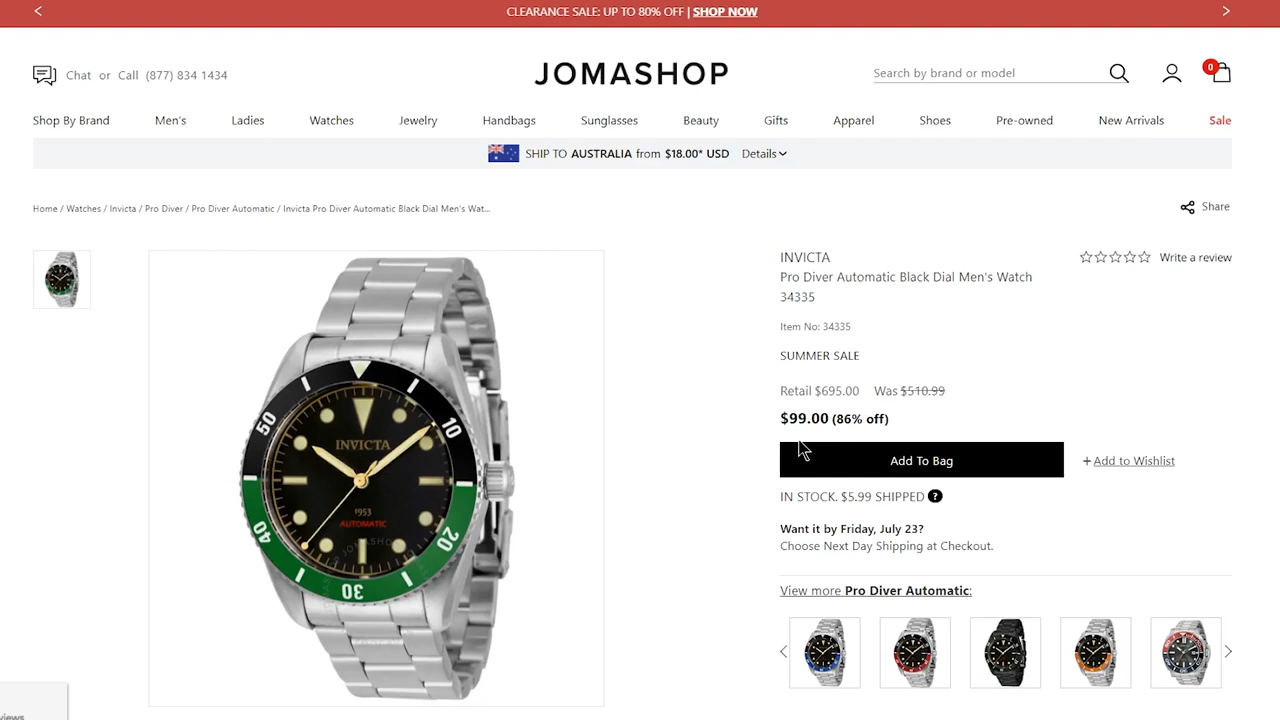 CLEARANCE SALE: UP TO 80% OFF | SHOP NOW
Chat or Call (877) 834 1434
JOMASHOP
Search by brand or model
0
Shop By Brand Men's Ladies Watches Jewelry Handbags Sunglasses Beauty Gifts Apparel Shoes Pre-owned New Arrivals Sale
SHIP TO AUSTRALIA from $18.00* USD Details
Home / Watches / Invicta / Pro Diver / Pro Diver Automatic / Invicta Pro Diver Automatic Black Dial Men's Wat...
Share
INVICTA
Write a review
Pro Diver Automatic Black Dial Men's Watch
34335
Item No: 34335
SUMMER SALE
Retail $695.00 Was $510.99
$99.00 (86% off)
Add To Bag
+ Add to Wishlist
IN STOCK. $5.99 SHIPPED ?
Want it by Friday, July 23?
Choose Next Day Shipping at Checkout.
View more Pro Diver Automatic:
50
10
INVICTA
1953
AUTOMATIC
JOMASHOP
40
20
30
views